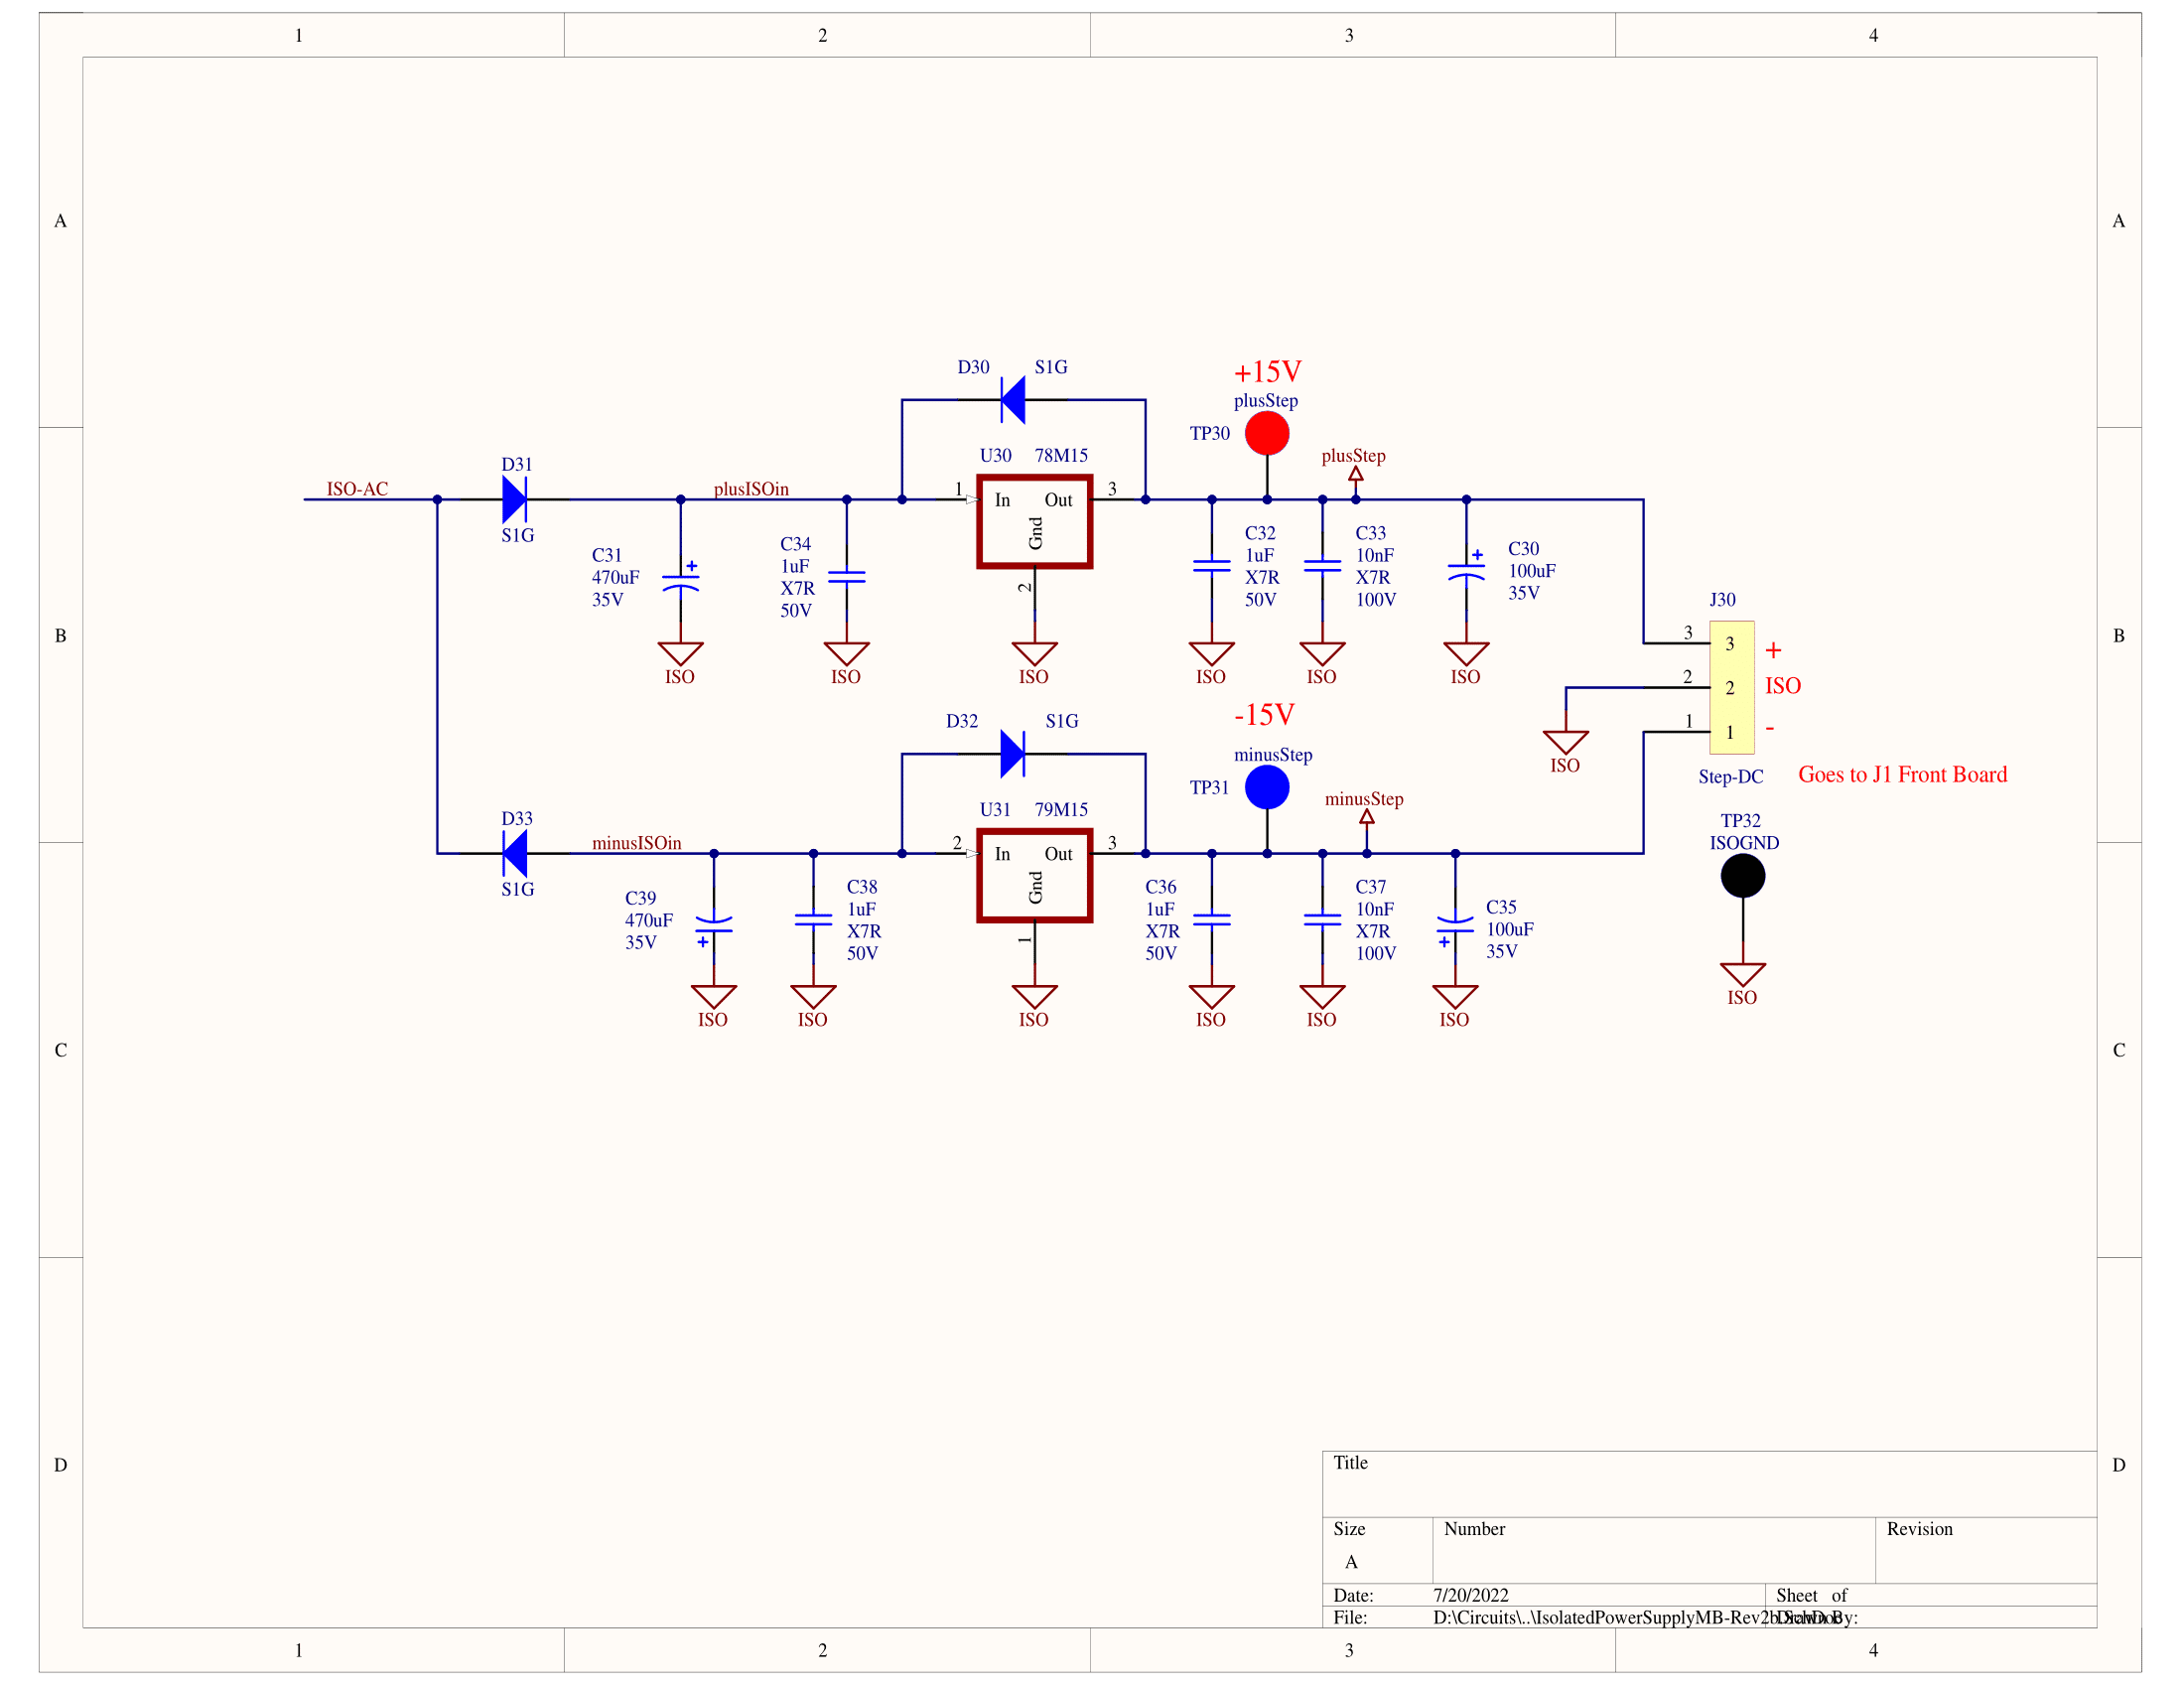 1 2 3 4
A A
D30 S1G
+15V
plusStep
TP30
U30 78M15
plusStep
D31
ISO-AC
S1G
plusISOin
1 In Out 3
Gnd
2
C31
470uF
35V
+
C34
1uF
X7R
50V
C32
1uF
X7R
50V
C33
10nF
X7R
100V
+
C30
100uF
35V
ISO ISO ISO ISO ISO ISO
J30
3 3 +
2 2 ISO
1 1 -
ISO
Step-DC Goes to J1 Front Board
B B
D32 S1G
-15V
minusStep
TP31
U31 79M15
minusStep
D33
S1G
minusISOin
2 In Out 3
Gnd
1
C39
470uF
35V
+
C38
1uF
X7R
50V
C36
1uF
X7R
50V
C37
10nF
X7R
100V
+
C35
100uF
35V
ISO ISO ISO ISO ISO ISO
TP32
ISOGND
ISO
C C
D D
Title
Size Number Revision
A
Date: 7/20/2022 Sheet of
File: D:\Circuits\..\IsolatedPowerSupplyMB-Rev2b.SchDoc Drawn By:
1 2 3 4